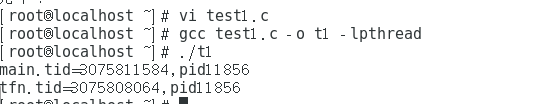 [root@localhost ~]# vi test1.c
[root@localhost ~]# gcc test1.c -o t1 -lpthread
[root@localhost ~]# ./t1
main.tid=3075811584,pid11856
tfn.tid=3075808064,pid11856
[root@localhost ~]#